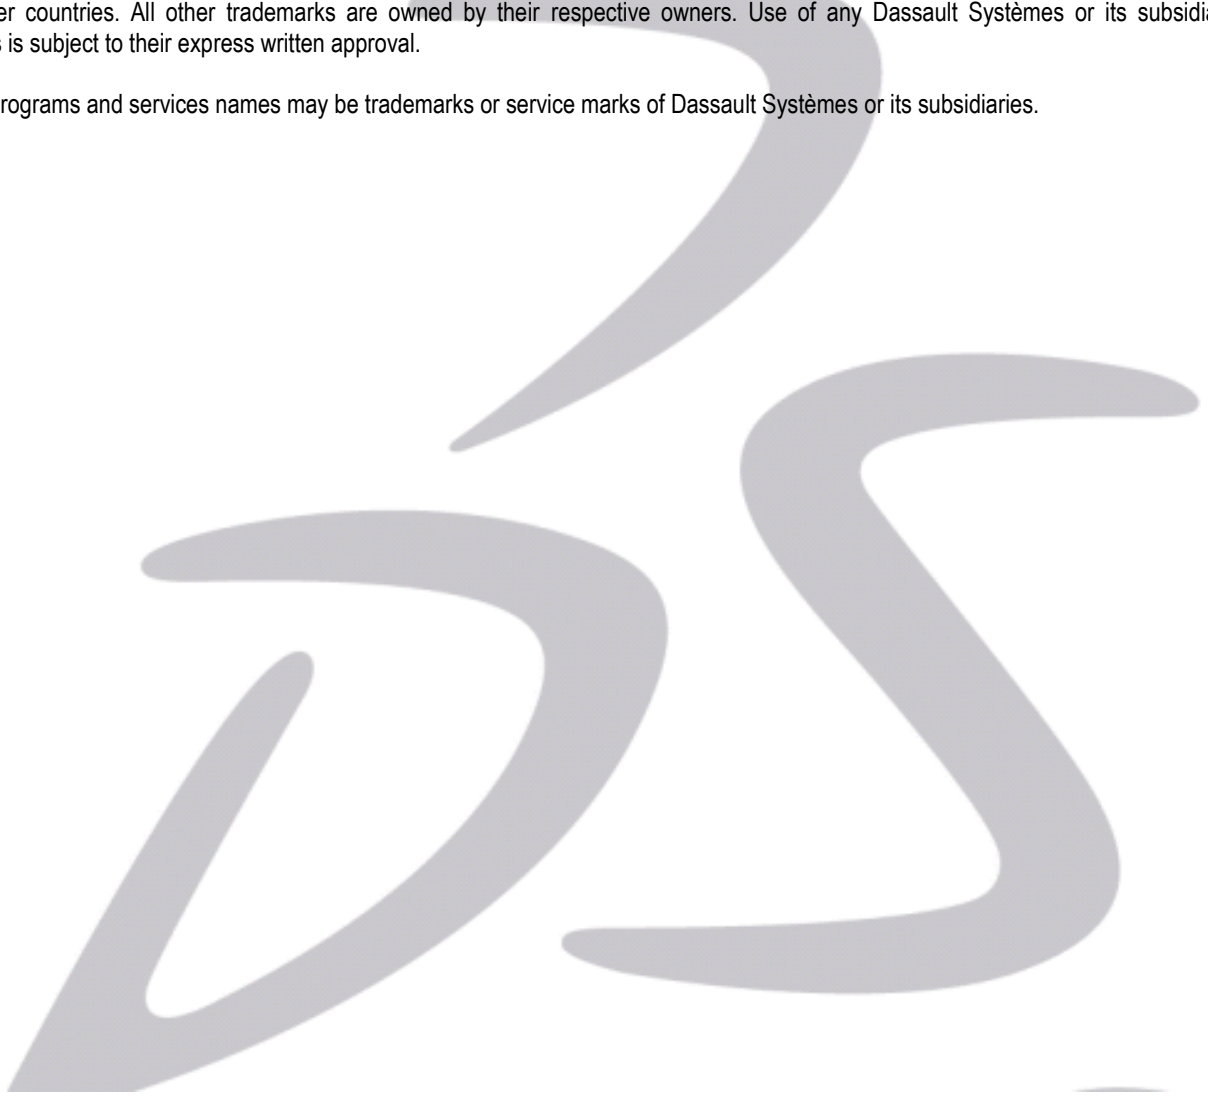 er countries. All other trademarks are owned by their respective owners. Use of any Dassault Systèmes or its subsidia
s is subject to their express written approval.
rograms and services names may be trademarks or service marks of Dassault Systèmes or its subsidiaries.